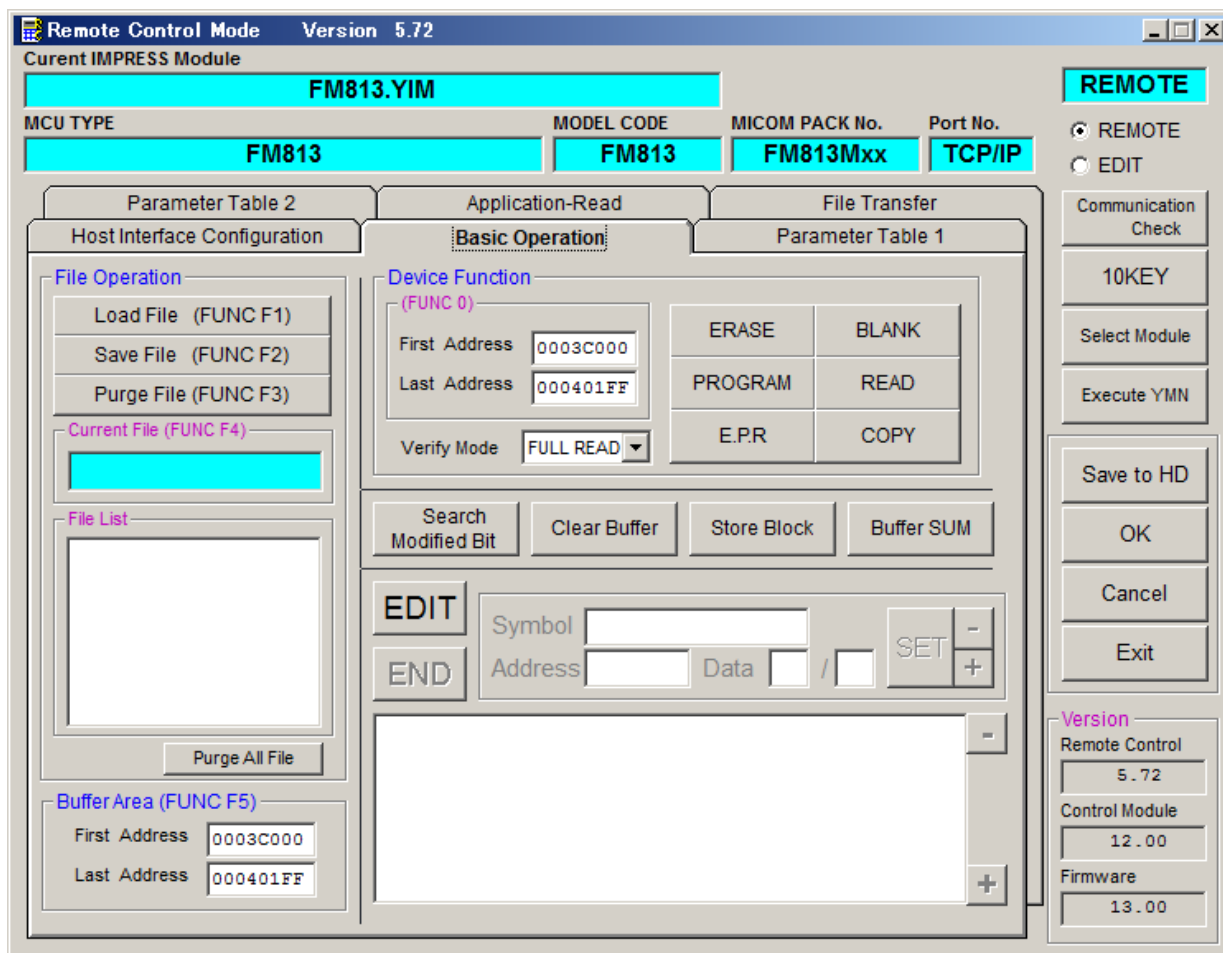 Remote Control Mode Version 5.72
Curent IMPRESS Module
FM813.YIM
REMOTE
MCU TYPE MODEL CODE MICOM PACK No. Port No.
FM813 FM813 FM813Mxx TCP/IP
REMOTE
EDIT
Parameter Table 2 Application-Read File Transfer
Host Interface Configuration Basic Operation Parameter Table 1
File Operation
Load File (FUNC F1)
Save File (FUNC F2)
Purge File (FUNC F3)
Current File (FUNC F4)
File List
Purge All File
Buffer Area (FUNC F5)
First Address 0003C000
Last Address 000401FF
Device Function
(FUNC 0)
First Address 0003C000
Last Address 000401FF
Verify Mode FULL READ
ERASE BLANK
PROGRAM READ
E.P.R COPY
Search
Modified Bit
Clear Buffer
Store Block
Buffer SUM
EDIT
END
Symbol
Address Data /
SET
-
+
-
+
Communication
Check
10KEY
Select Module
Execute YMN
Save to HD
OK
Cancel
Exit
Version
Remote Control
5.72
Control Module
12.00
Firmware
13.00